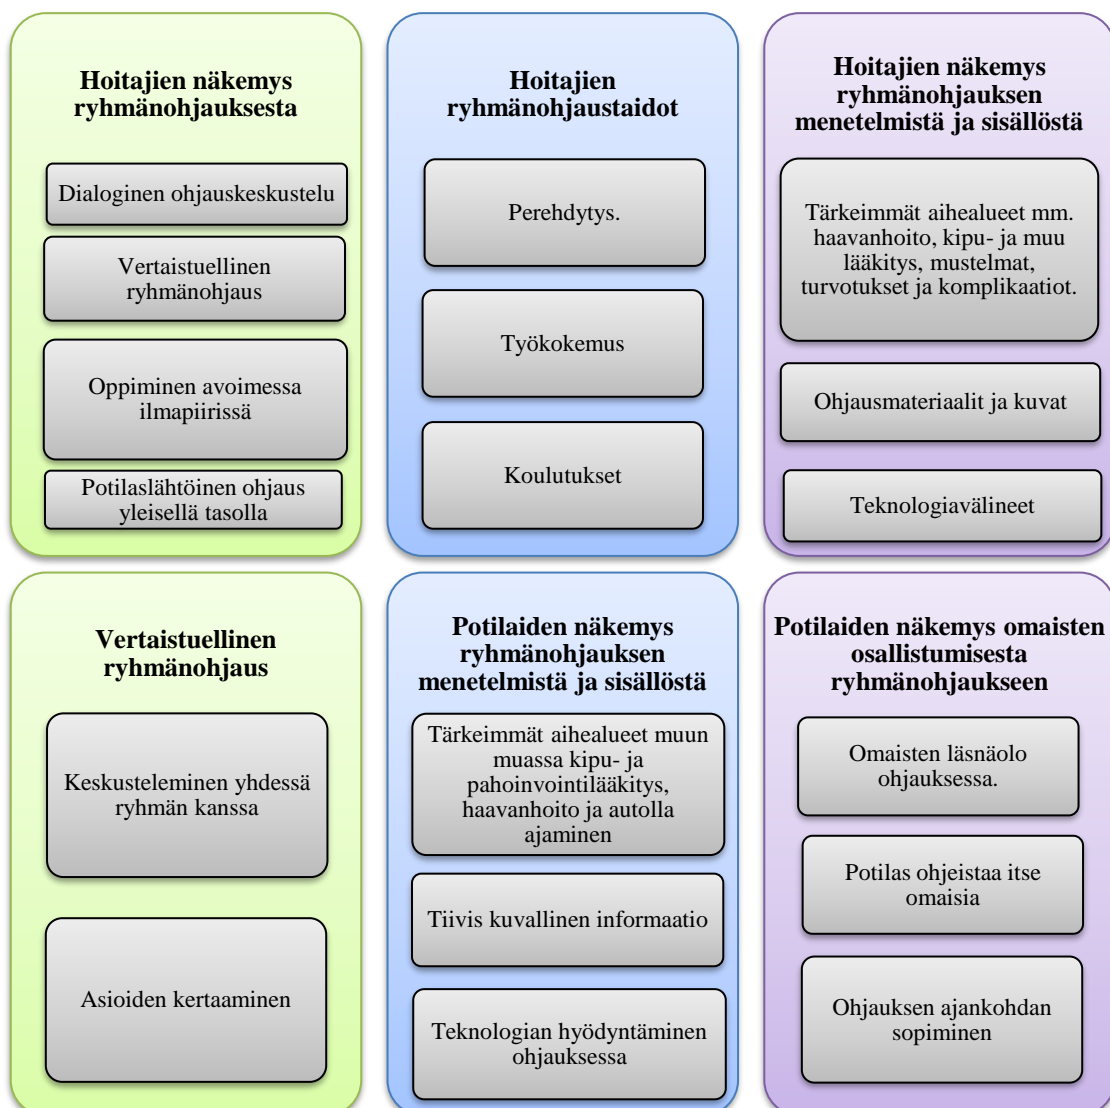 Hoitajien näkemys
ryhmänohjauksesta
Dialoginen ohjauskeskustelu
Vertaistuellinen
ryhmänohjaus
Oppiminen avoimessa
ilmapiirissä
Potilaslähtöinen ohjaus
yleisellä tasolla
Hoitajien
ryhmänohjaustaidot
Perehdytys.
Työkokemus
Koulutukset
Hoitajien näkemys
ryhmänohjauksen
menetelmistä ja sisällöstä
Tärkeimmät aihealueet mm.
haavanhoito, kipu- ja muu
lääkitys, mustelmat,
turvotukset ja komplikaatiot.
Ohjausmateriaalit ja kuvat
Teknologiavälineet
Vertaistuellinen
ryhmänohjaus
Keskusteleminen yhdessä
ryhmän kanssa
Asioiden kertaaminen
Potilaiden näkemys
ryhmänohjauksen
menetelmistä ja sisällöstä
Tärkeimmät aihealueet muun
muassa kipu- ja
pahoinvointilääkitys,
haavanhoito ja autolla
ajaminen
Tiivis kuvallinen informaatio
Teknologian hyödyntäminen
ohjauksessa
Potilaiden näkemys omaisten
osallistumisesta
ryhmänohjaukseen
Omaisten läsnäolo
ohjauksessa.
Potilas ohjeistaa itse
omaisia
Ohjauksen ajankohdan
sopiminen